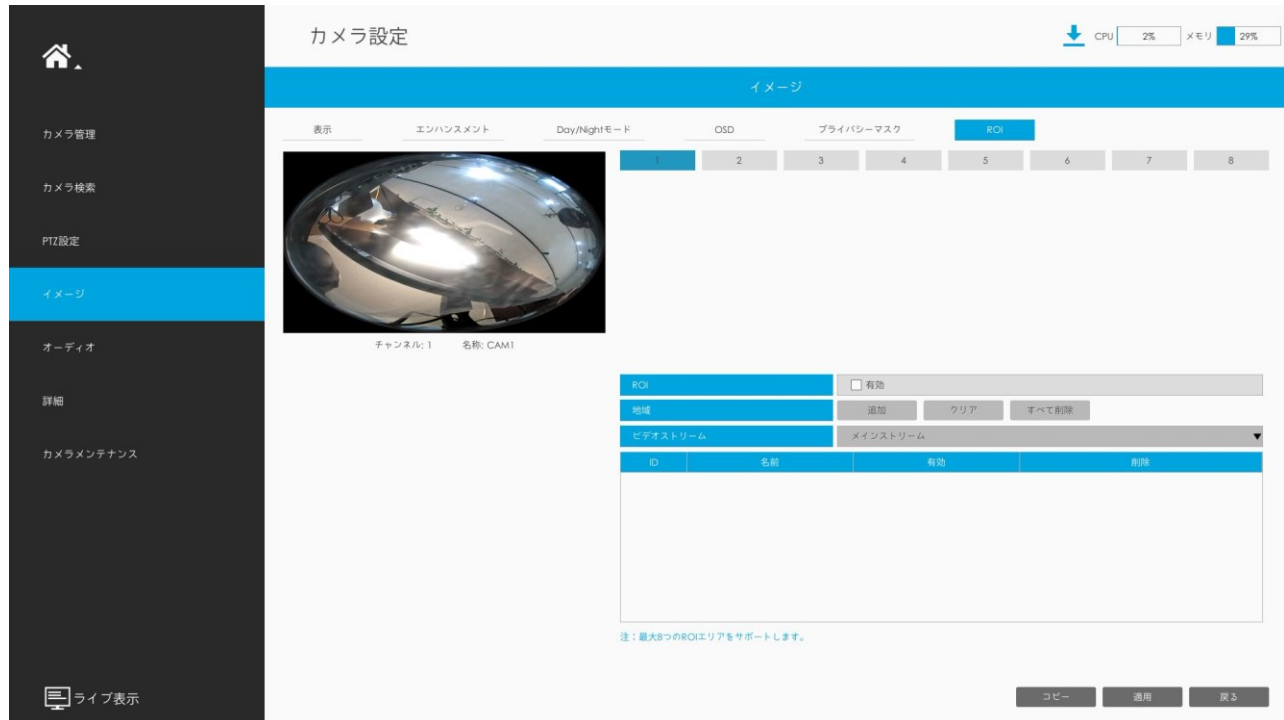 カメラ設定
CPU 2% メモリ 29%
イメージ
カメラ管理
カメラ検索
PTZ設定
イメージ
オーディオ
詳細
カメラメンテナンス
ライブ表示
表示 エンハンスメント Day/Nightモード OSD プライバシーマスク ROI
1 2 3 4 5 6 7 8
チャンネル: 1 名称: CAM1
ROI 有効
地域 追加 クリア すべて削除
ビデオストリーム メインストリーム
ID 名前 有効 削除
注：最大8つのROIエリアをサポートします。
コピー 適用 戻る